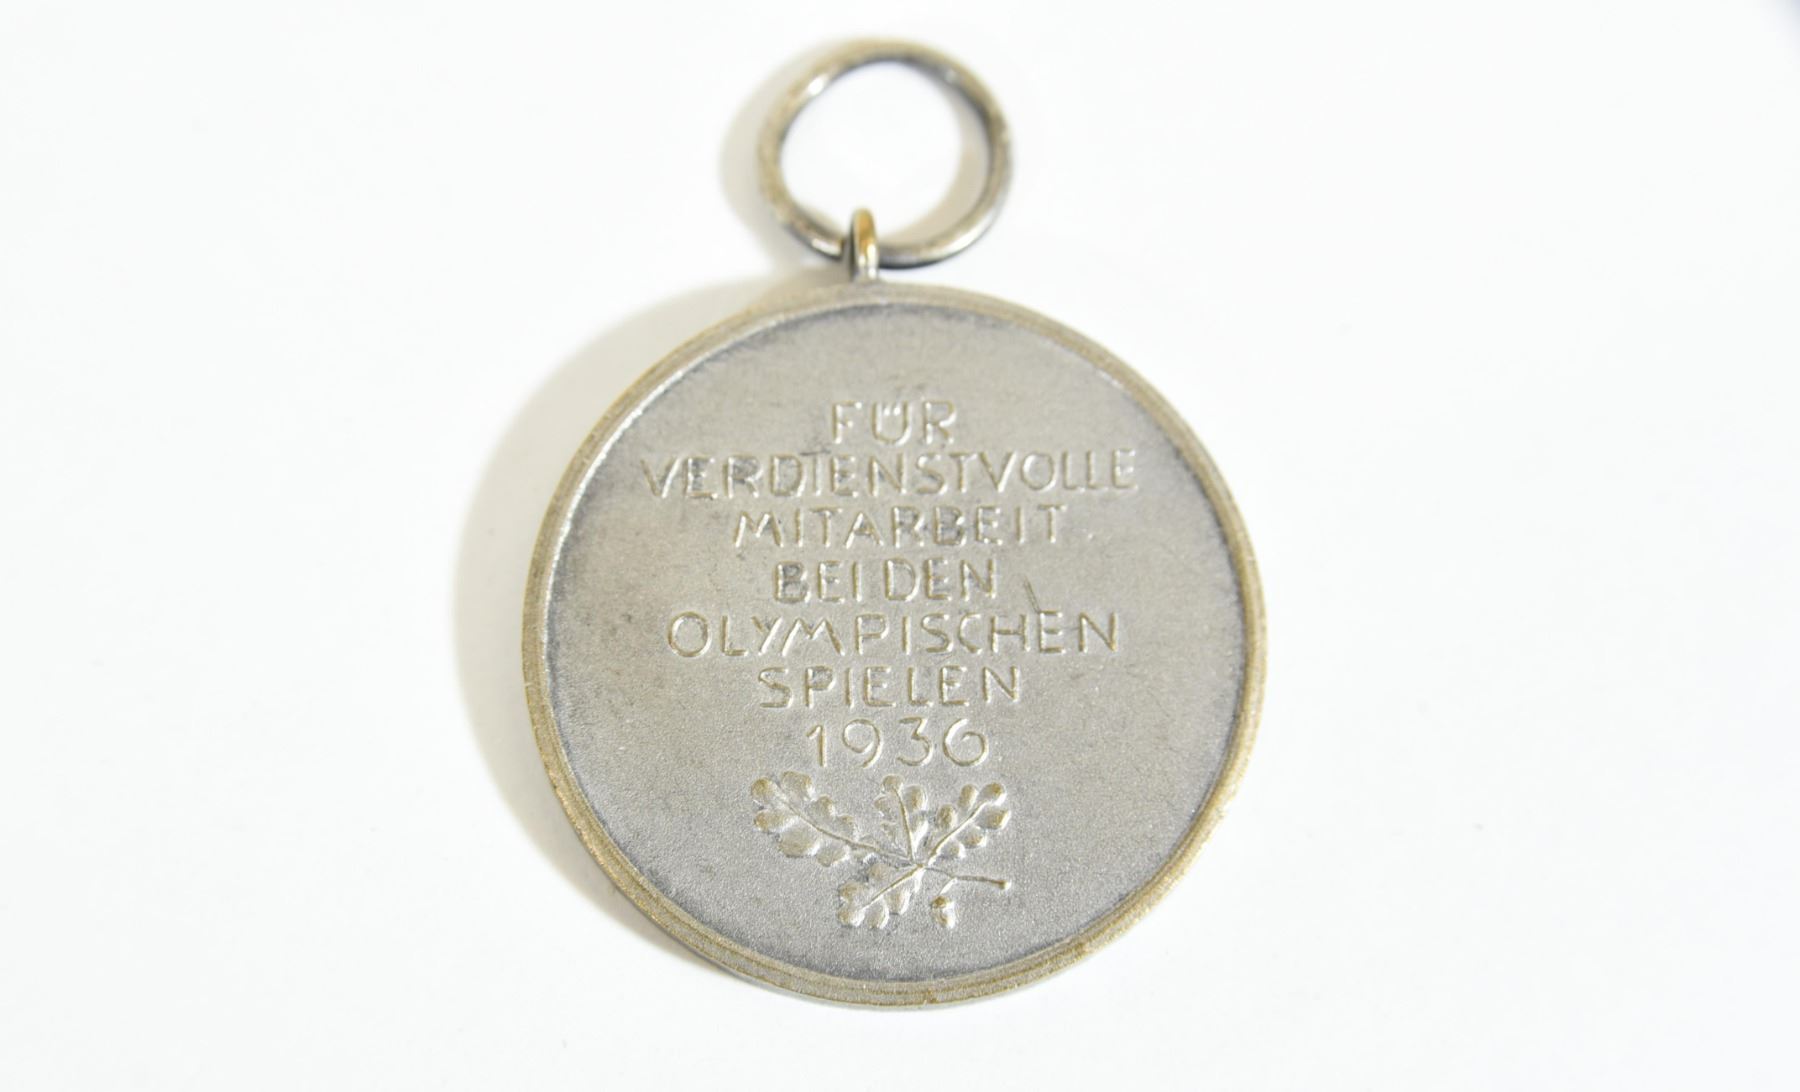 FÜR
VERDIENSTVOLLE
MITARBEIT
BEI DEN
OLYMPISCHEN
SPIELEN
1936